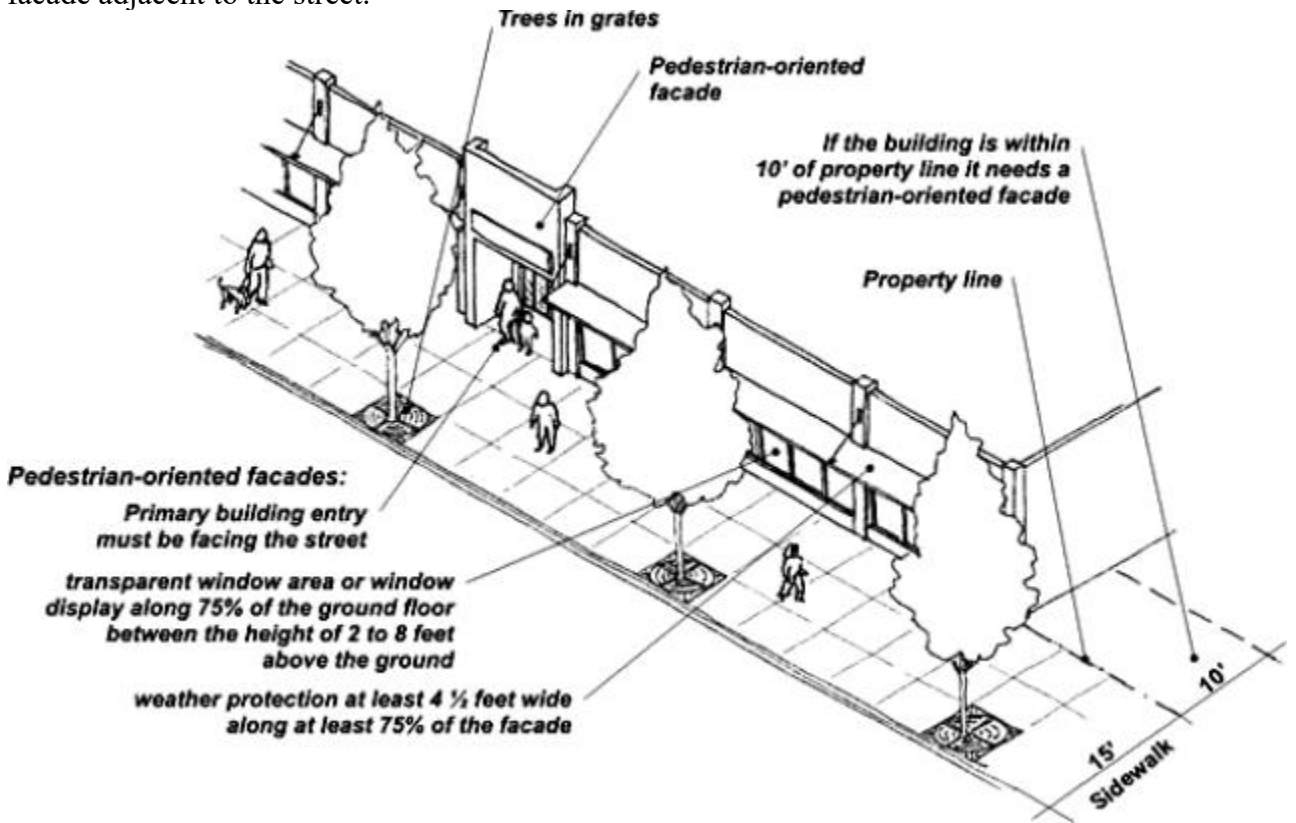 facade adjacent to the street.
Trees in grates
Pedestrian-oriented
facade
If the building is within
10' of property line it needs a
pedestrian-oriented facade
Property line
Pedestrian-oriented facades:
Primary building entry
must be facing the street
transparent window area or window
display along 75% of the ground floor
between the height of 2 to 8 feet
above the ground
weather protection at least 4 ½ feet wide
along at least 75% of the facade
10'
15'
Sidewalk